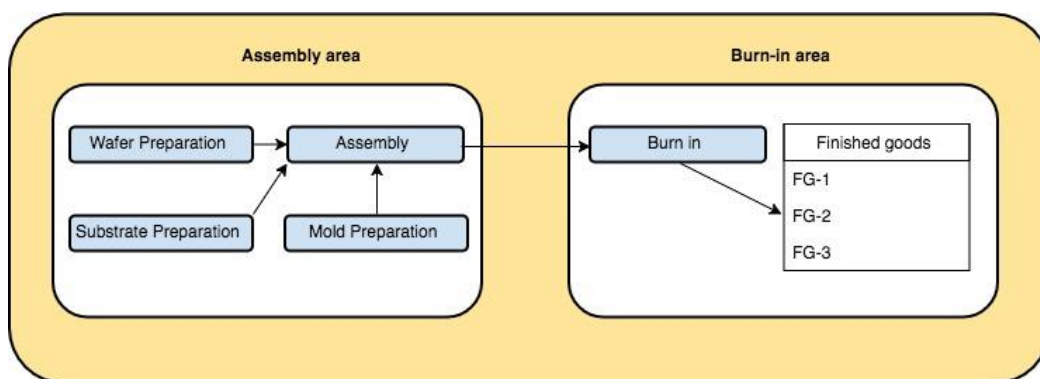 Assembly area
Burn-in area
Wafer Preparation
Assembly
Substrate Preparation
Mold Preparation
Burn in
Finished goods
FG-1
FG-2
FG-3